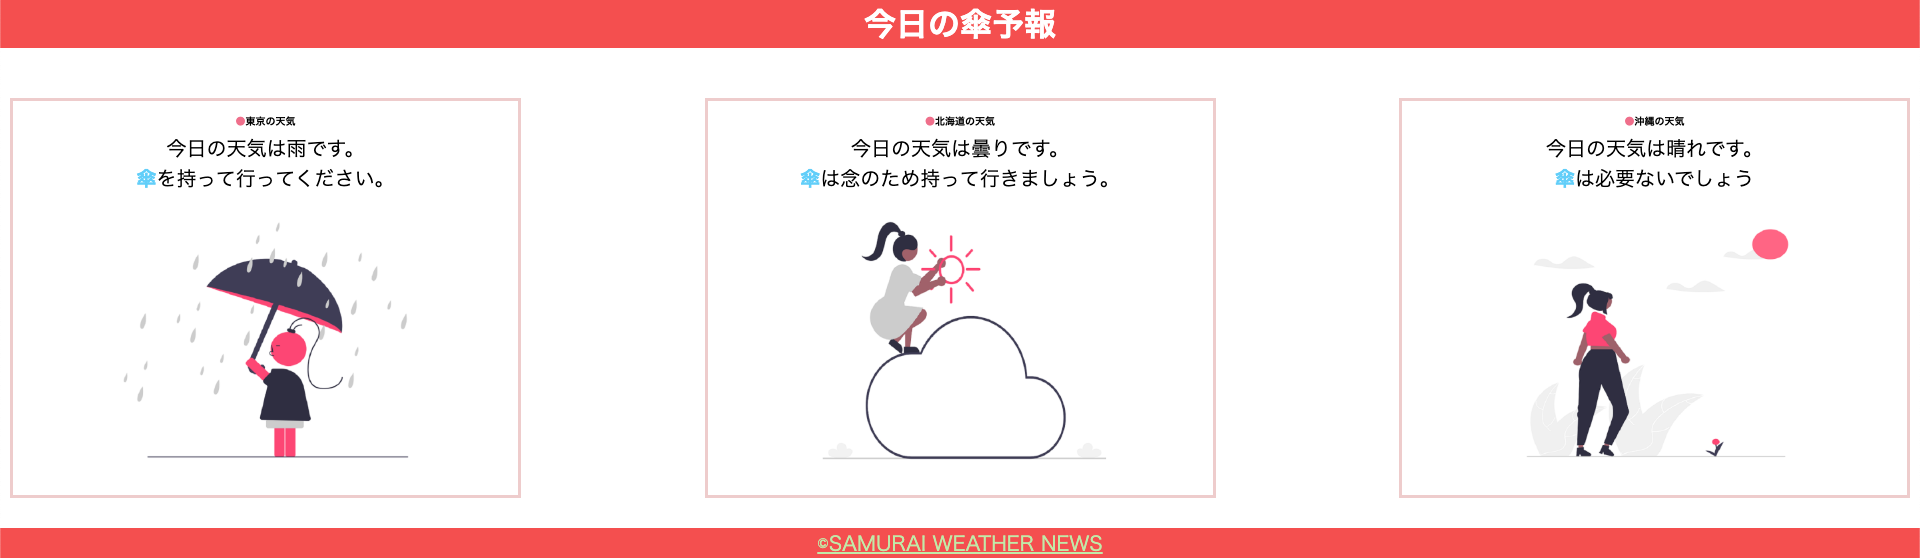 今日の傘予報
●東京の天気
今日の天気は雨です。
傘を持って行ってください。
●北海道の天気
今日の天気は曇りです。
傘は念のため持って行きましょう。
●沖縄の天気
今日の天気は晴れです。
傘は必要ないでしょう
©SAMURAI WEATHER NEWS